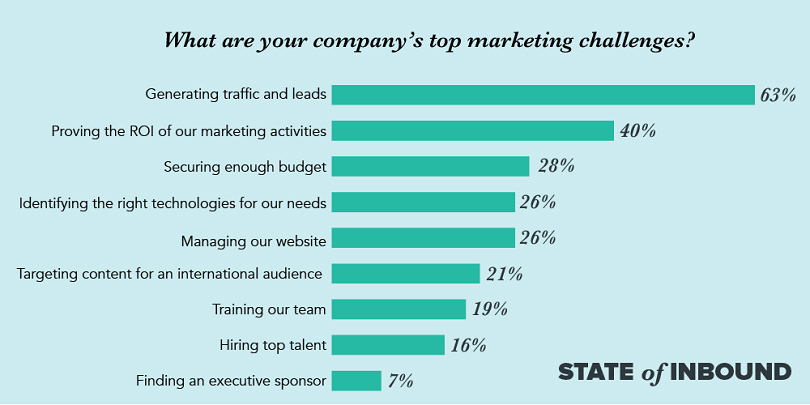 What are your company's top marketing challenges?
Generating traffic and leads 63%
Proving the ROI of our marketing activities 40%
Securing enough budget 28%
Identifying the right technologies for our needs 26%
Managing our website 26%
Targeting content for an international audience 21%
Training our team 19%
Hiring top talent 16%
Finding an executive sponsor 7%
STATE of INBOUND